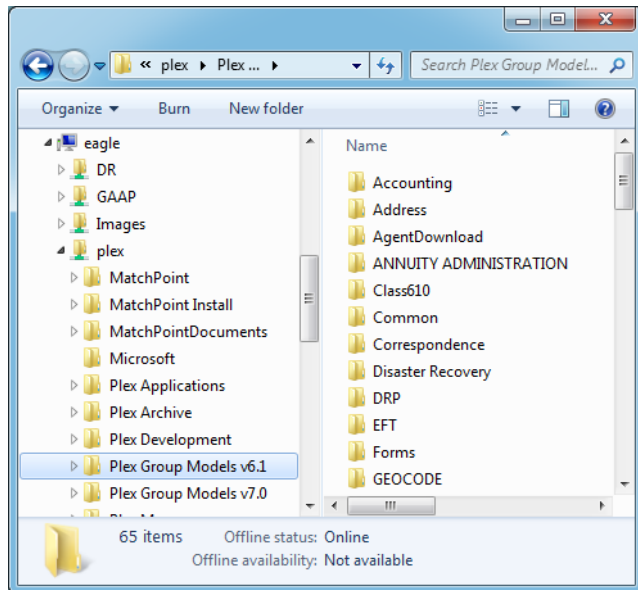 « plex ▸ Plex ... ▸
Search Plex Group Model...
Organize Burn New folder
eagle
DR
GAAP
Images
plex
MatchPoint
MatchPoint Install
MatchPointDocuments
Microsoft
Plex Applications
Plex Archive
Plex Development
Plex Group Models v6.1
Plex Group Models v7.0
Name
Accounting
Address
AgentDownload
ANNUITY ADMINISTRATION
Class610
Common
Correspondence
Disaster Recovery
DRP
EFT
Forms
GEOCODE
65 items Offline status: Online
Offline availability: Not available